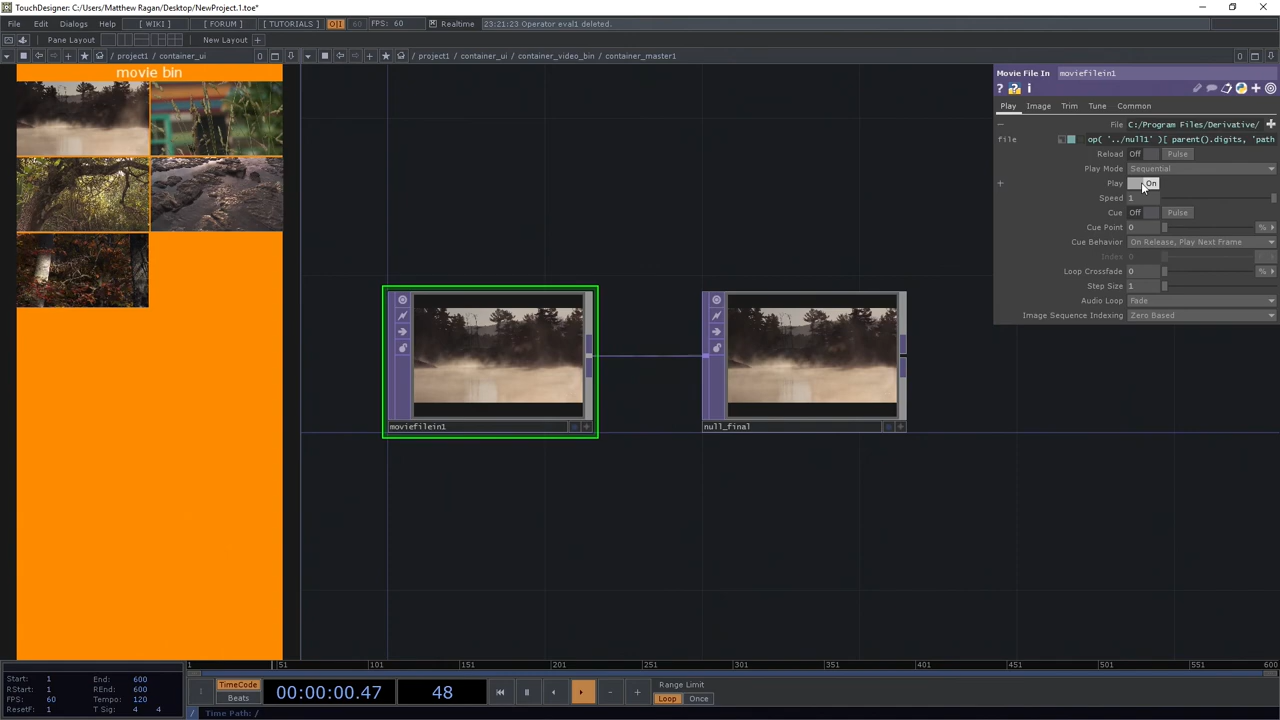 TouchDesigner: C:/Users/Matthew Ragan/Desktop/NewProject.1.toe*
File Edit Dialogs Help [ WIKI ] [ FORUM ] [ TUTORIALS ] O|I 60 FPS: 60 Realtime 23:21:23 Operator eval1 deleted.
Pane Layout New Layout +
/ project1 / container_ui 0
/ project1 / container_ui / container_video_bin / container_master1 0
movie bin
Movie File In moviefilein1
Play Image Trim Tune Common
File C:/Program Files/Derivative/
file op( '../null1' )[ parent().digits, 'path
Reload Off Pulse
Play Mode Sequential
Play On
Speed 1
Cue Off Pulse
Cue Point 0 %
Cue Behavior On Release, Play Next Frame
Index 0
Loop Crossfade 0 %
Step Size 1
Audio Loop Fade
Image Sequence Indexing Zero Based
moviefilein1
null_final
1 51 101 151 201 251 301 351 401 451 501 551 600
Start: 1 End: 600
RStart: 1 REnd: 600
FPS: 60 Tempo: 120
ResetF: 1 T Sig: 4 4
TimeCode
Beats
00:00:00.47
48
Range Limit
Loop Once
/ Time Path: /